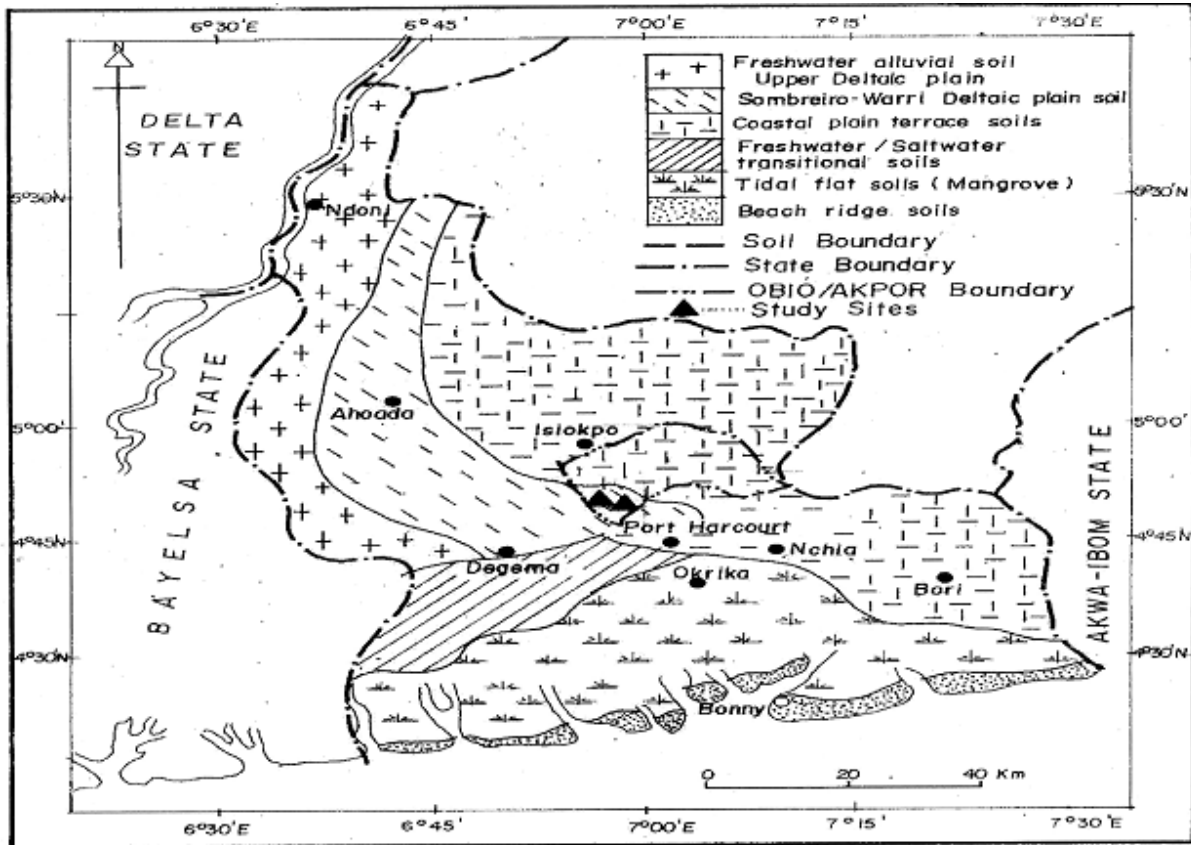 6°30'E 6°45'E 7°00'E 7°15'E 7°30'E
N
DELTA
STATE
Freshwater alluvial soil
Upper Deltaic plain
Sombreiro-Warri Deltaic plain soil
Coastal plain terrace soils
Freshwater / Saltwater
transitional soils
Tidal flat soils (Mangrove)
Beach ridge soils
Soil Boundary
State Boundary
OBIO/AKPOR Boundary
Study Sites
5°30'N
5°30'N
Ndoni
BAYELSA STATE
Ahoada
Isiokpo
5°00'N
5°00'N
AKWA-IBOM STATE
Port Harcourt
4°45'N
4°45'N
Degema
Nchia
Okrika
Bori
4°30'N
4°30'N
Bonny
0 20 40 Km
6°30'E 6°45'E 7°00'E 7°15'E 7°30'E